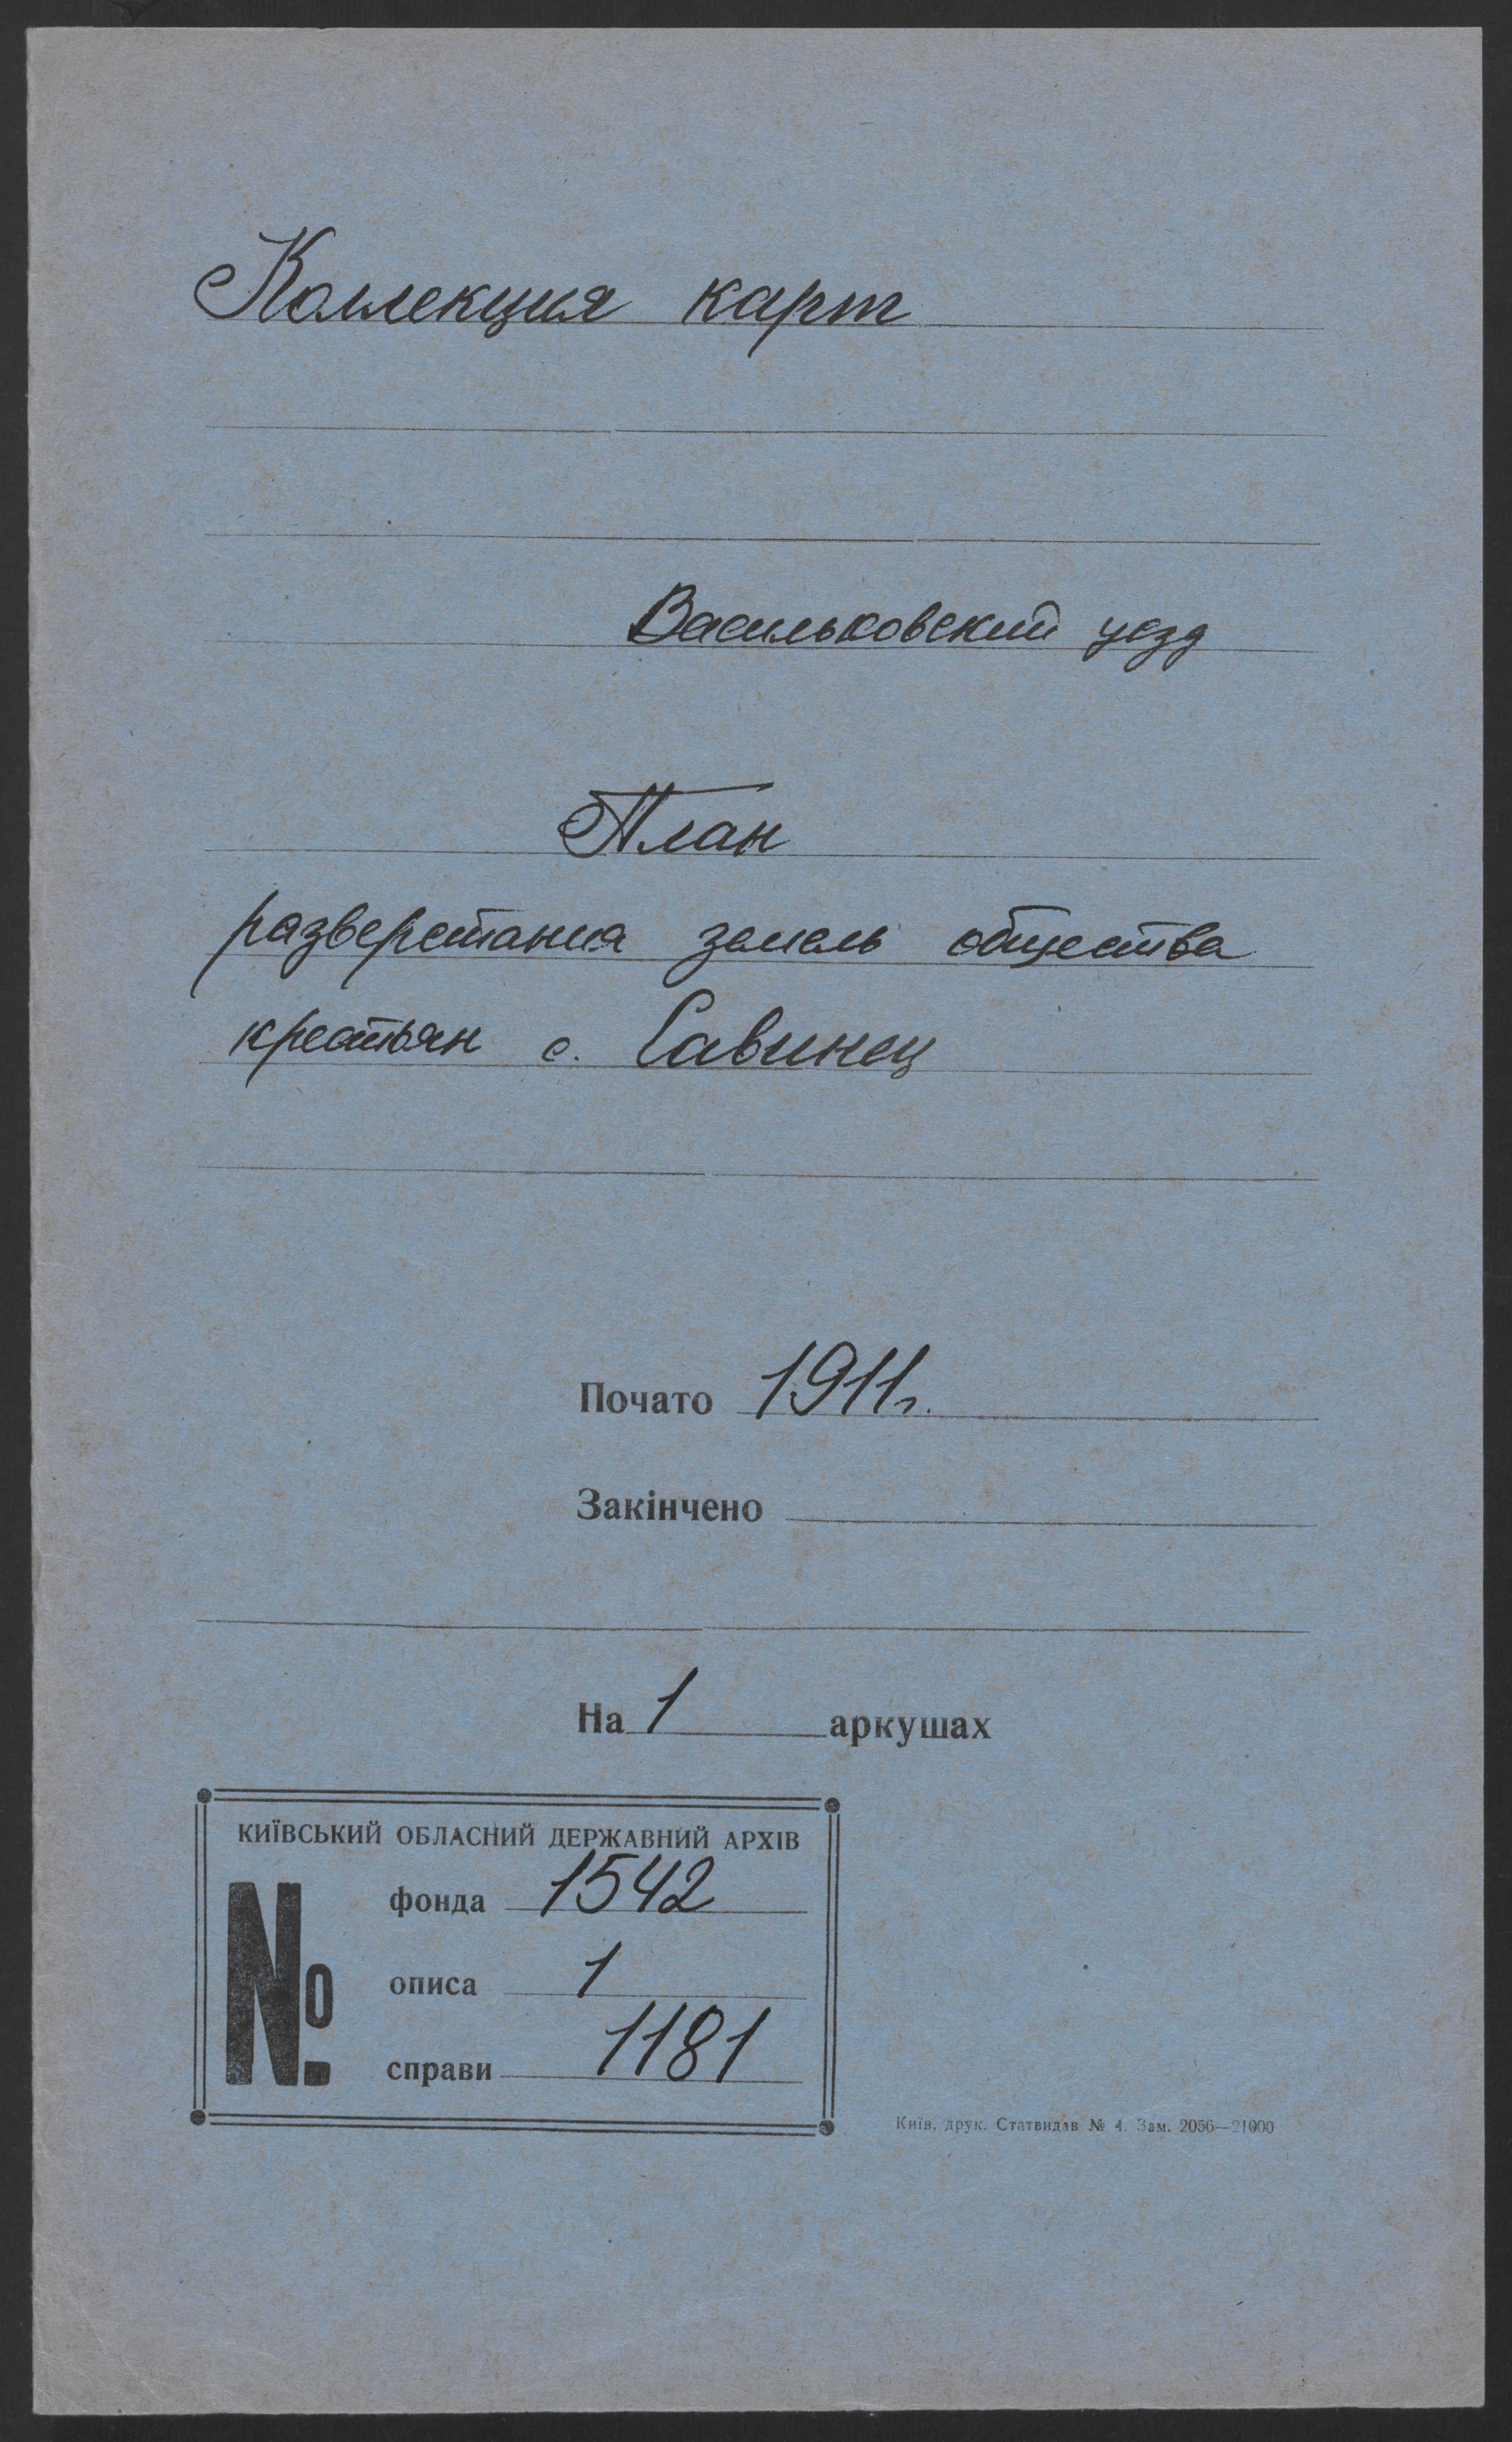 Коллекция карт
Васильковский уезд
План
разверстания земель общества
крестьян с. Савинец
Почато 1911г.
Закінчено
На 1 аркушах
КИЇВСЬКИЙ ОБЛАСНИЙ ДЕРЖАВНИЙ АРХІВ
№
фонда 1542
описа 1
справи 1181
Київ, друк. Статвидав № 4. Зам. 2056—21000